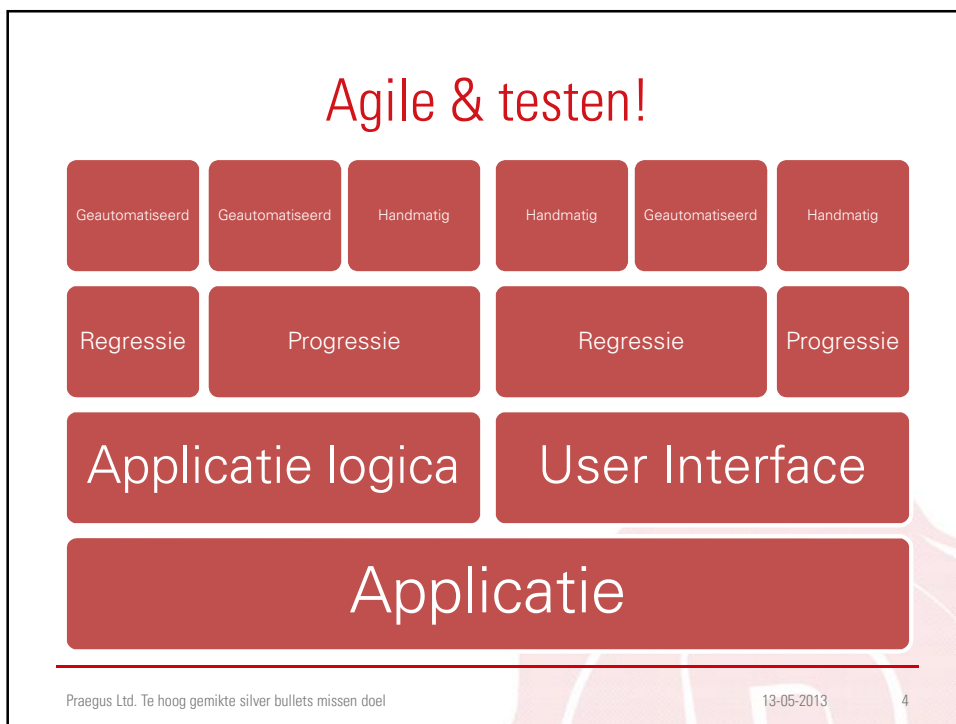 Agile & testen!
Geautomatiseerd
Geautomatiseerd
Handmatig
Handmatig
Geautomatiseerd
Handmatig
Regressie
Progressie
Regressie
Progressie
Applicatie logica
User Interface
Applicatie
Praegus Ltd. Te hoog gemikte silver bullets missen doel
13-05-2013
4